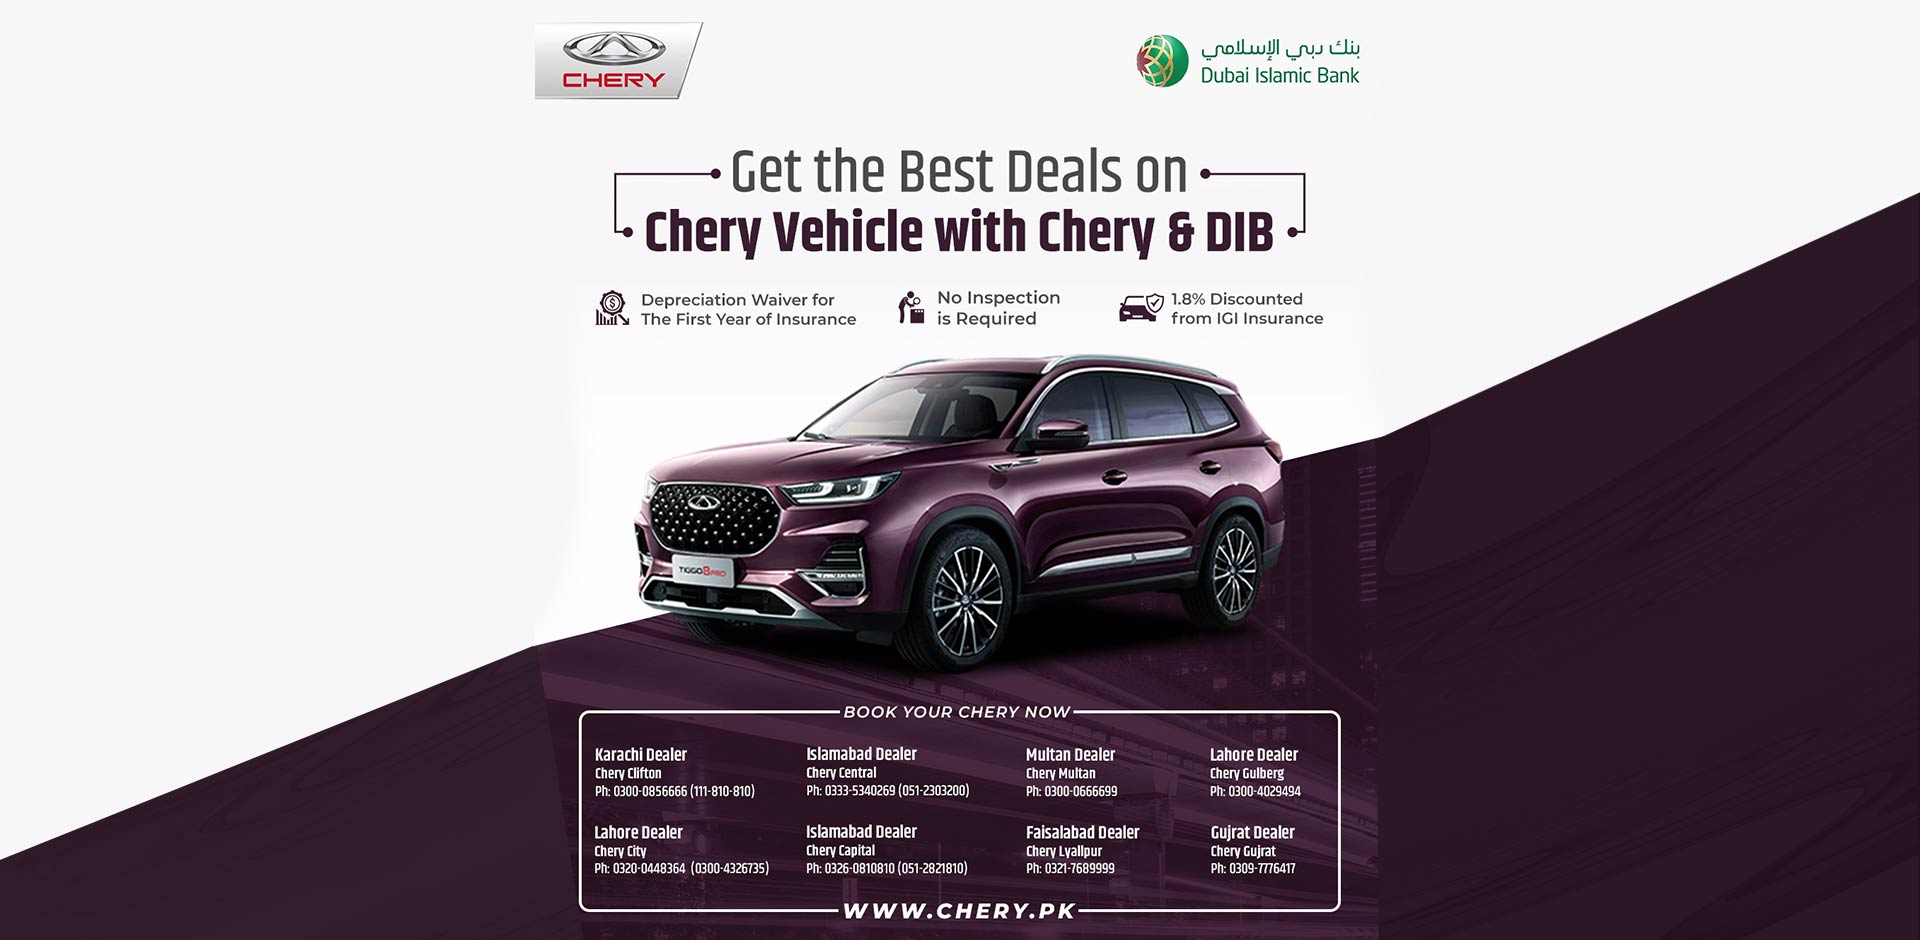 CHERY
بنك دبي الإسلامي
Dubai Islamic Bank
Get the Best Deals on
Chery Vehicle with Chery & DIB
Depreciation Waiver for
The First Year of Insurance
No Inspection
is Required
1.8% Discounted
from IGI Insurance
TIGGO8PRO
BOOK YOUR CHERY NOW
Karachi Dealer
Chery Clifton
Ph: 0300-0856666 (111-810-810)
Islamabad Dealer
Chery Central
Ph: 0333-5340269 (051-2303200)
Multan Dealer
Chery Multan
Ph: 0300-0666699
Lahore Dealer
Chery Gulberg
Ph: 0300-4029494
Lahore Dealer
Chery City
Ph: 0320-0448364 (0300-4326735)
Islamabad Dealer
Chery Capital
Ph: 0326-0810810 (051-2821810)
Faisalabad Dealer
Chery Lyallpur
Ph: 0321-7689999
Gujrat Dealer
Chery Gujrat
Ph: 0309-7776417
WWW.CHERY.PK